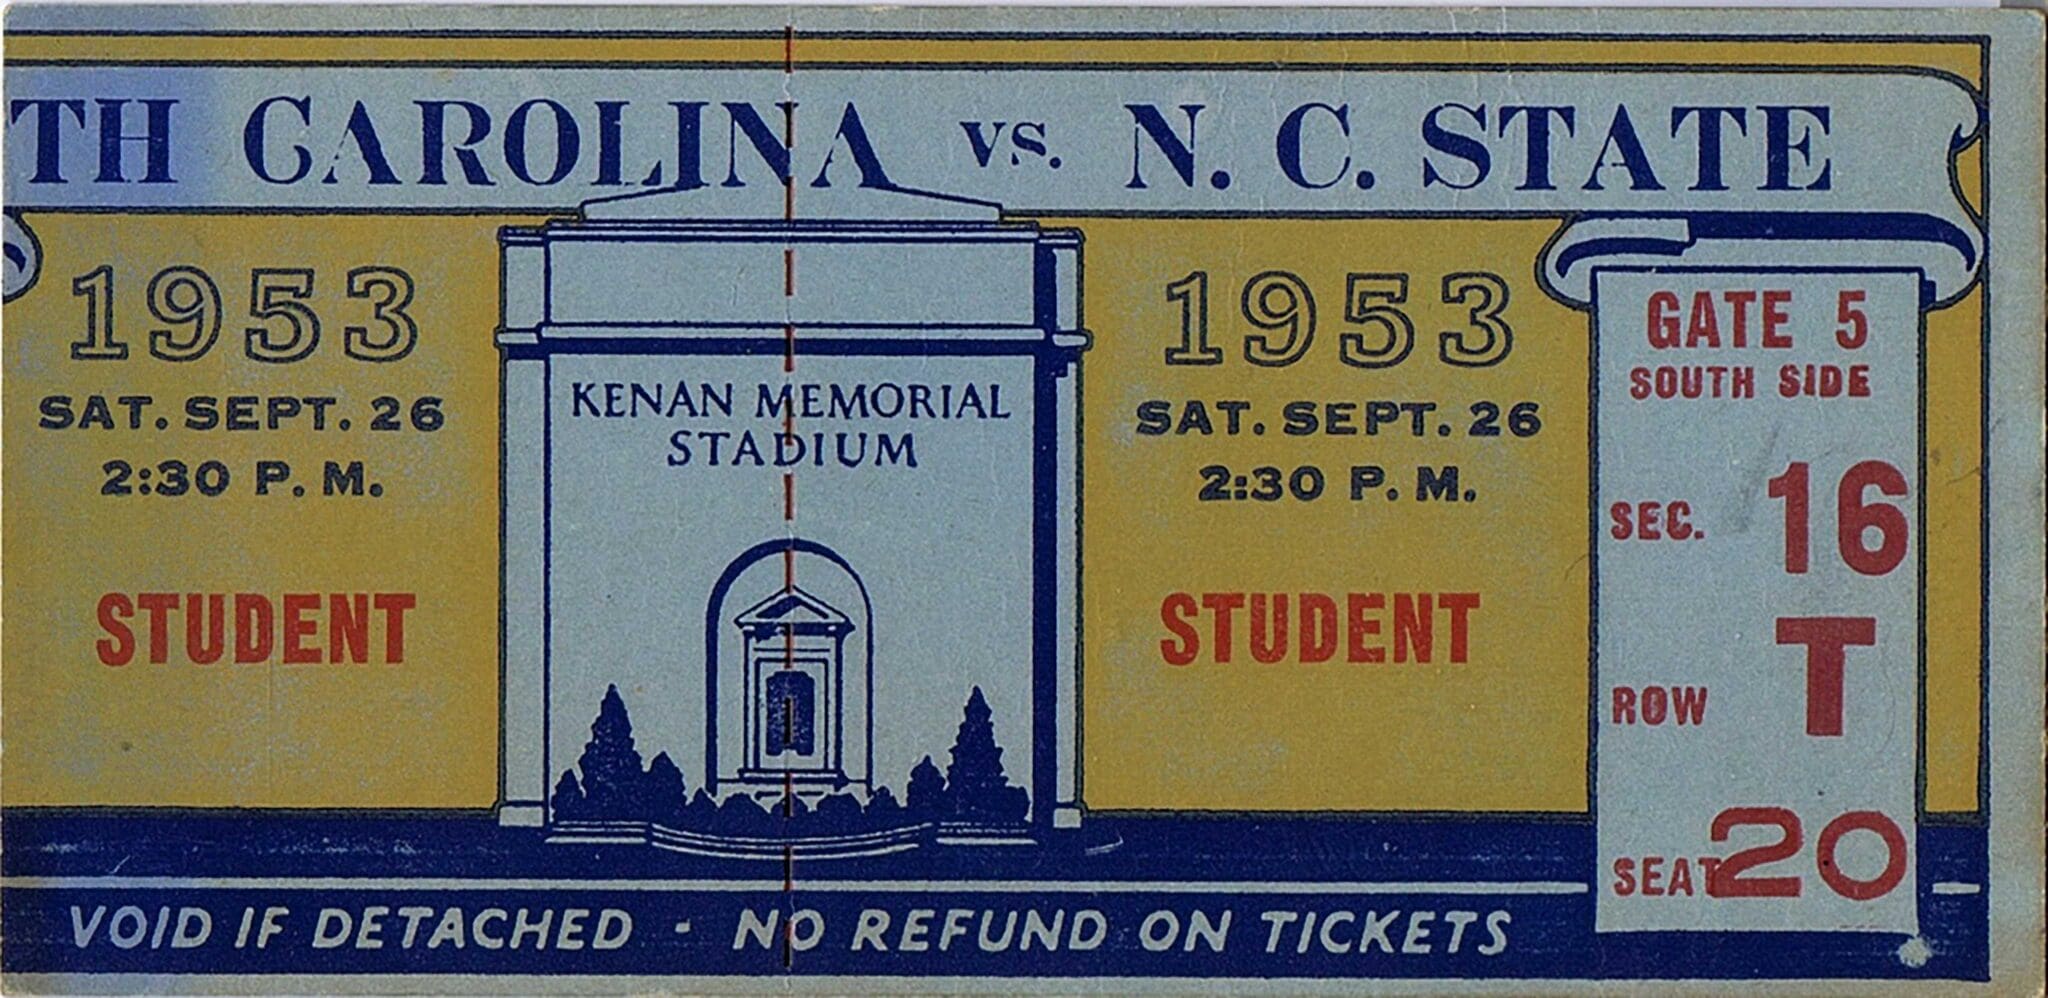 TH CAROLINA vs. N. C. STATE
1953
SAT. SEPT. 26
2:30 P. M.
STUDENT
KENAN MEMORIAL
STADIUM
1953
SAT. SEPT. 26
2:30 P. M.
STUDENT
GATE 5
SOUTH SIDE
SEC. 16
ROW T
SEAT 20
VOID IF DETACHED - NO REFUND ON TICKETS